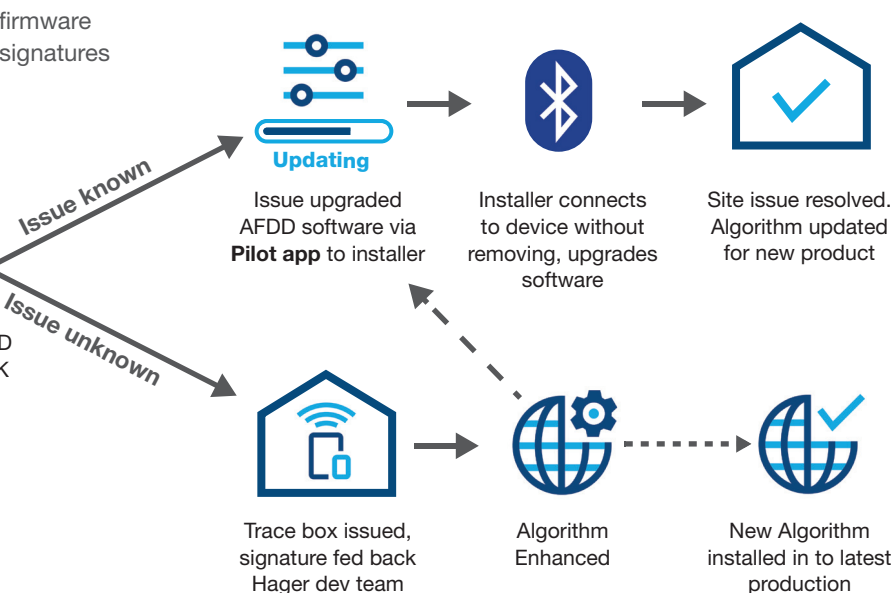 firmware
signatures
Issue known
Updating
Issue upgraded
AFDD software via
Pilot app to installer
Installer connects
to device without
removing, upgrades
software
Site issue resolved.
Algorithm updated
for new product
Issue unknown
D
K
Trace box issued,
signature fed back
Hager dev team
Algorithm
Enhanced
New Algorithm
installed in to latest
production